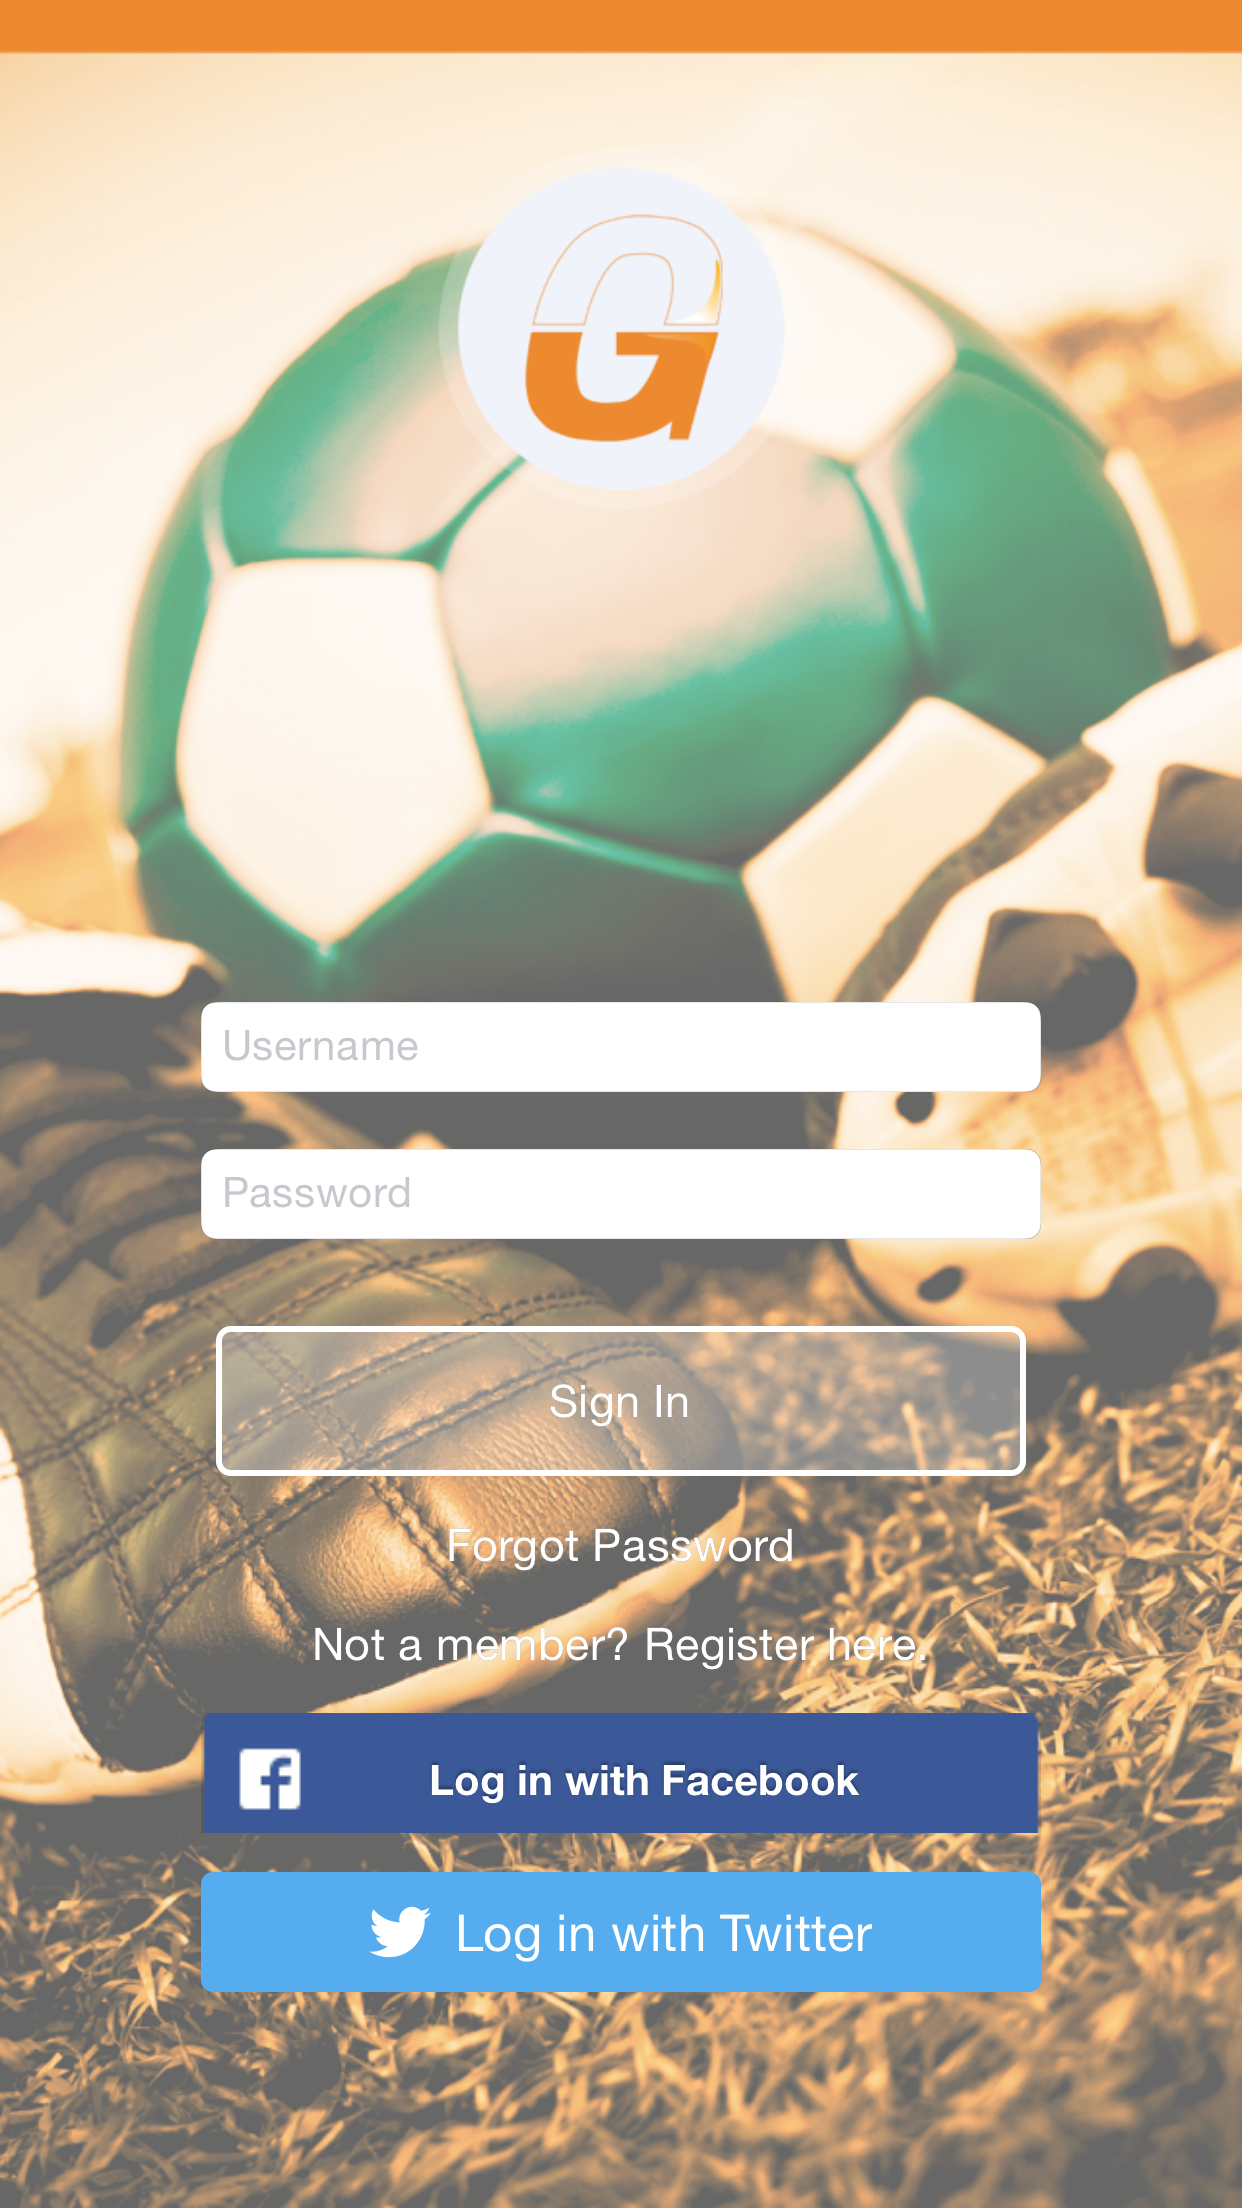 G
Username
Password
Sign In
Forgot Password
Not a member? Register here.
Log in with Facebook
Log in with Twitter